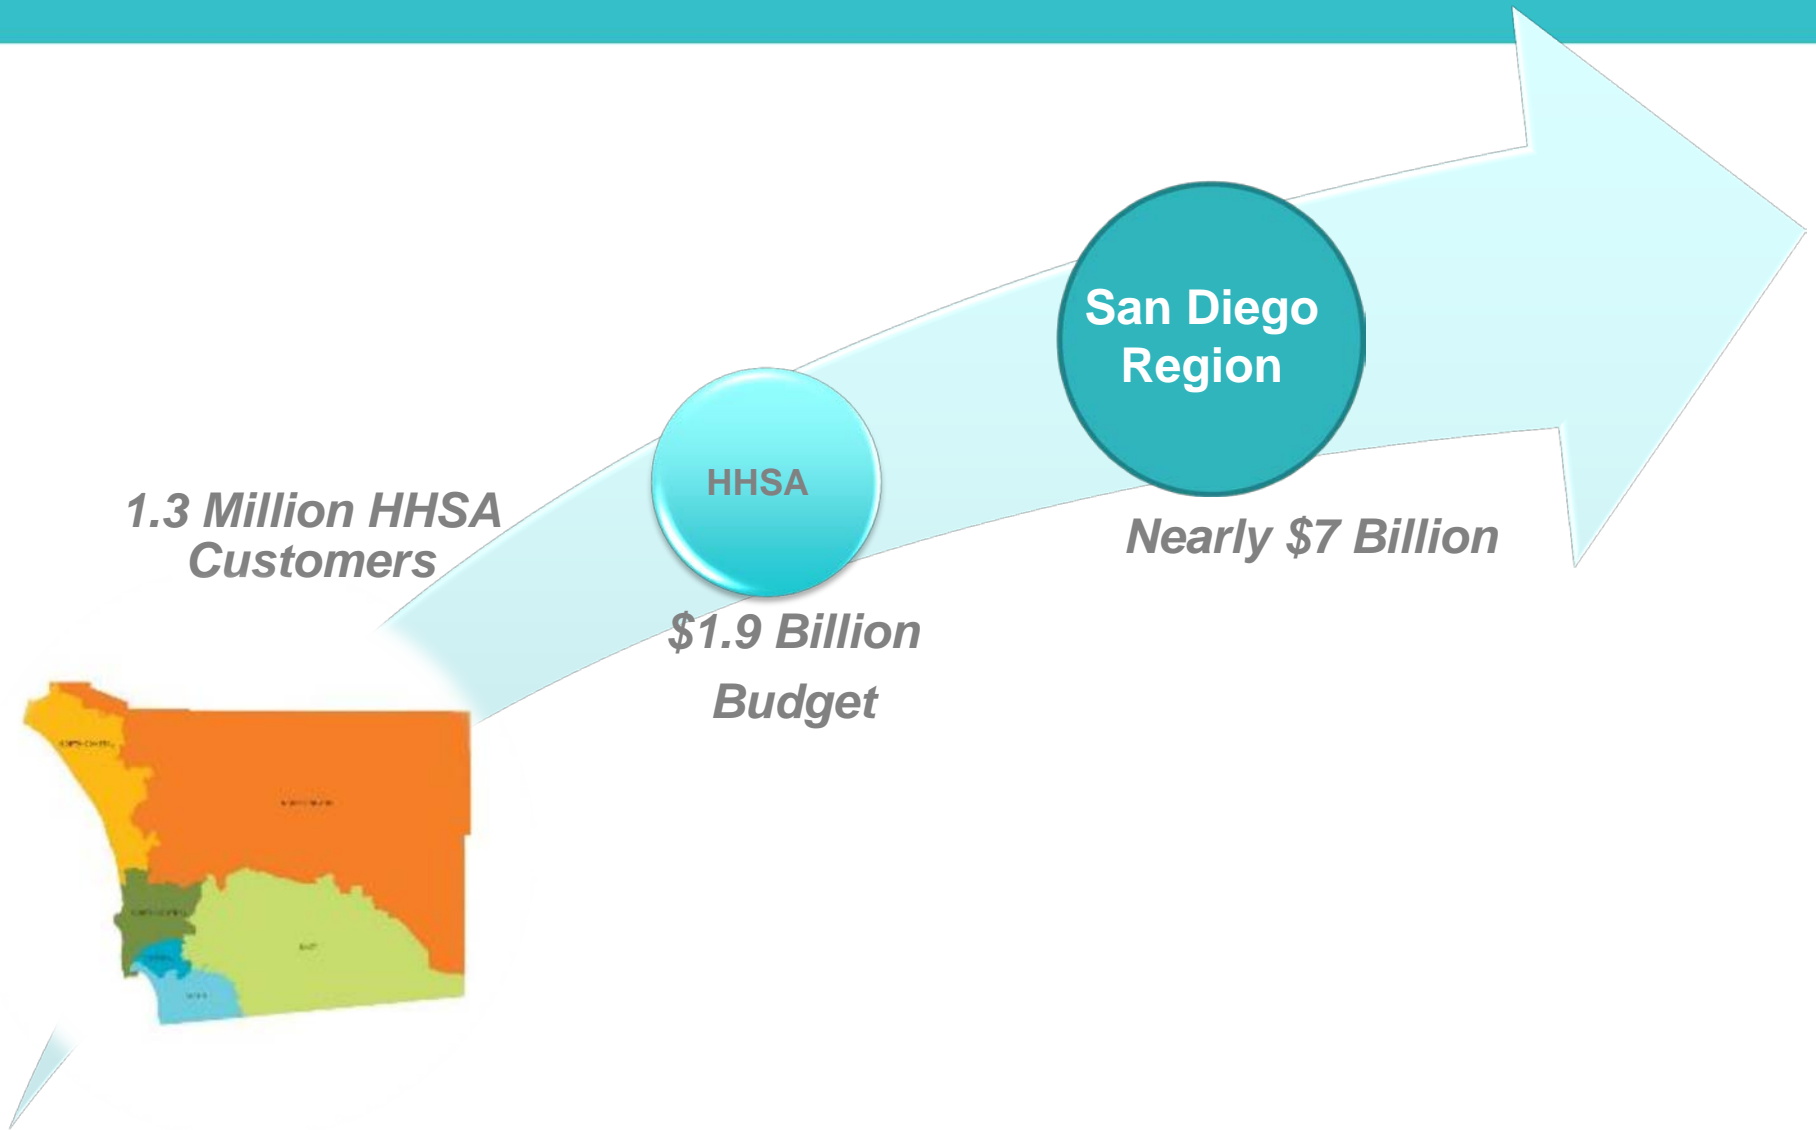 San Diego
Region
HHSA
1.3 Million HHSA
Customers
Nearly $7 Billion
$1.9 Billion
Budget